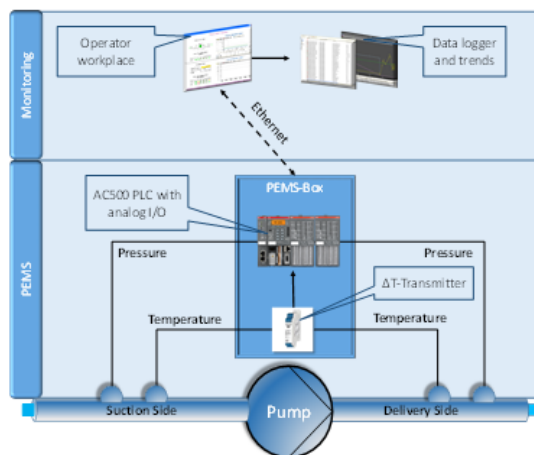 Operator
workplace
Data logger
and trends
Monitoring
Ethernet
PEMS-Box
AC500 PLC with
analog I/O
Pressure
Pressure
PEMS
ΔT-Transmitter
Temperature
Temperature
Suction Side
Pump
Delivery Side